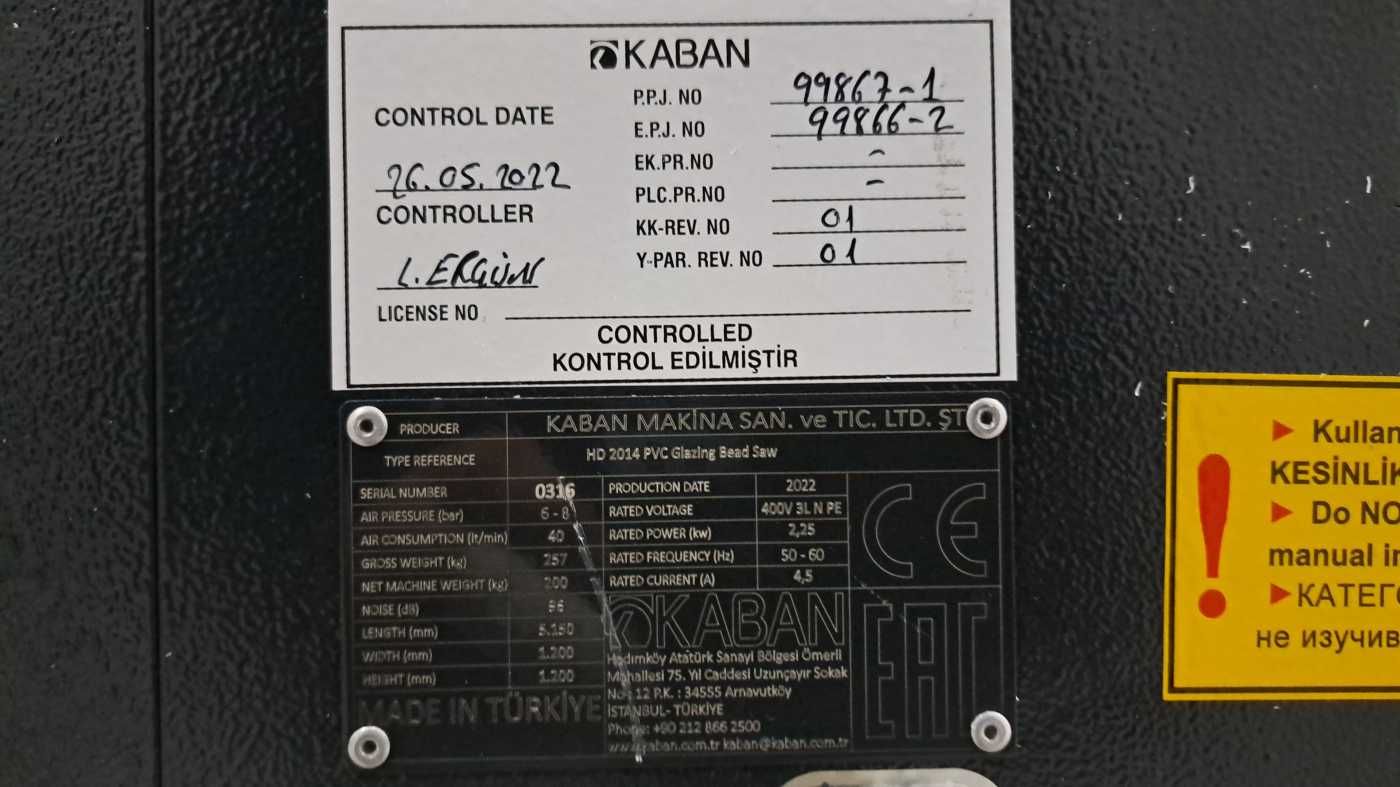 KABAN
CONTROL DATE
26.05.2022
CONTROLLER
L. ERGÜN
P.P.J. NO 99867-1
E.P.J. NO 99866-2
EK.PR.NO -
PLC.PR.NO -
KK-REV. NO 01
Y-PAR. REV. NO 01
LICENSE NO
CONTROLLED
KONTROL EDİLMİŞTİR
PRODUCER KABAN MAKİNA SAN. ve TIC. LTD. ŞT
TYPE REFERENCE HD 2014 PVC Glazing Bead Saw
SERIAL NUMBER 0316
AIR PRESSURE (bar) 6 - 8
AIR CONSUMPTION (lt/min) 40
GROSS WEIGHT (kg) 257
NET MACHINE WEIGHT (kg) 200
NOISE (dB) 96
LENGTH (mm) 5.150
WIDTH (mm) 1.200
HEIGHT (mm) 1.200
MADE IN TÜRKİYE
PRODUCTION DATE 2022
RATED VOLTAGE 400V 3L N PE
RATED POWER (kw) 2,25
RATED FREQUENCY (Hz) 50 - 60
RATED CURRENT (A) 4,5
KABAN
Hadımköy Atatürk Sanayi Bölgesi Ömerli
Mahallesi 75. Yıl Caddesi Uzunçayır Sokak
No : 12 P.K. : 34555 Arnavutköy
İSTANBUL- TÜRKİYE
Phone: +90 212 866 2500
www.kaban.com.tr kaban@kaban.com.tr
CE
EAC
! ► Kullan
KESİNLİK
► Do NO
manual in
►КАТЕГО
не изучив